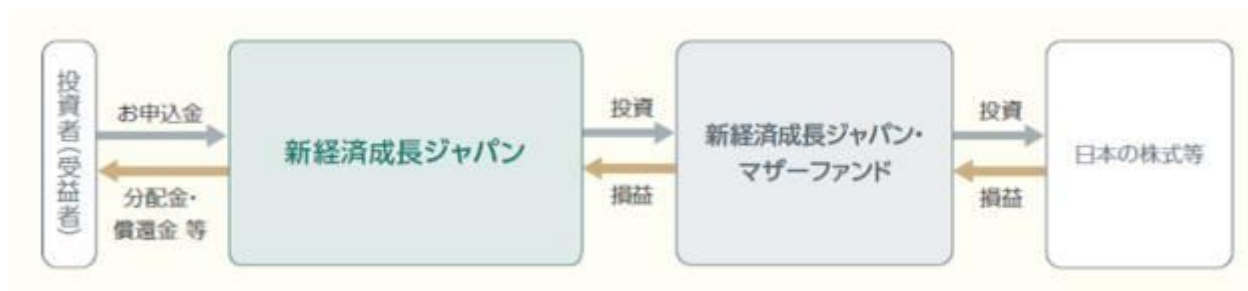 投資者(受益者)
お申込金
分配金・
償還金 等
新経済成長ジャパン
投資
損益
新経済成長ジャパン・
マザーファンド
投資
損益
日本の株式等